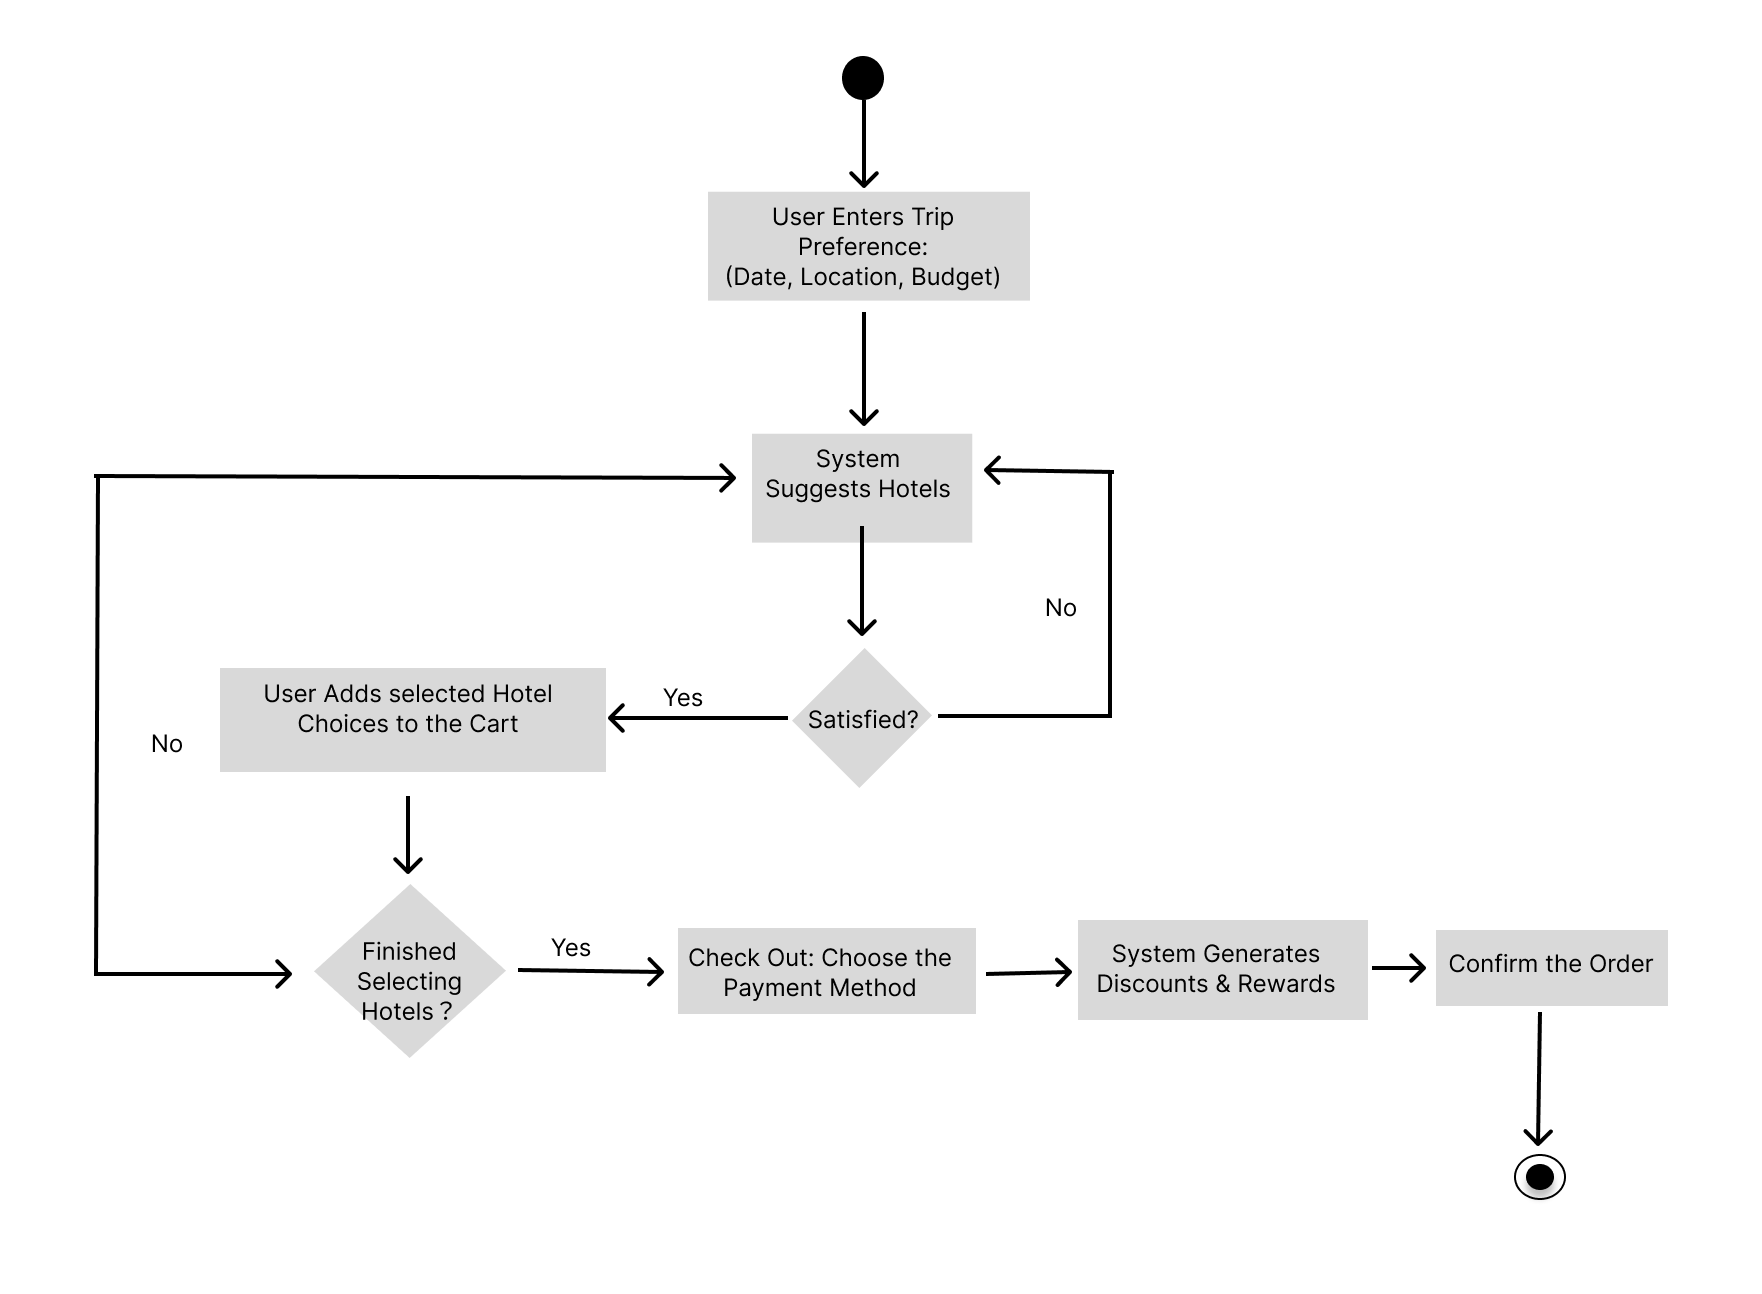 User Enters Trip
Preference:
(Date, Location, Budget)
System
Suggests Hotels
No
Satisfied?
Yes
User Adds selected Hotel
Choices to the Cart
No
Finished
Selecting
Hotels？
Yes
Check Out: Choose the
Payment Method
System Generates
Discounts & Rewards
Confirm the Order